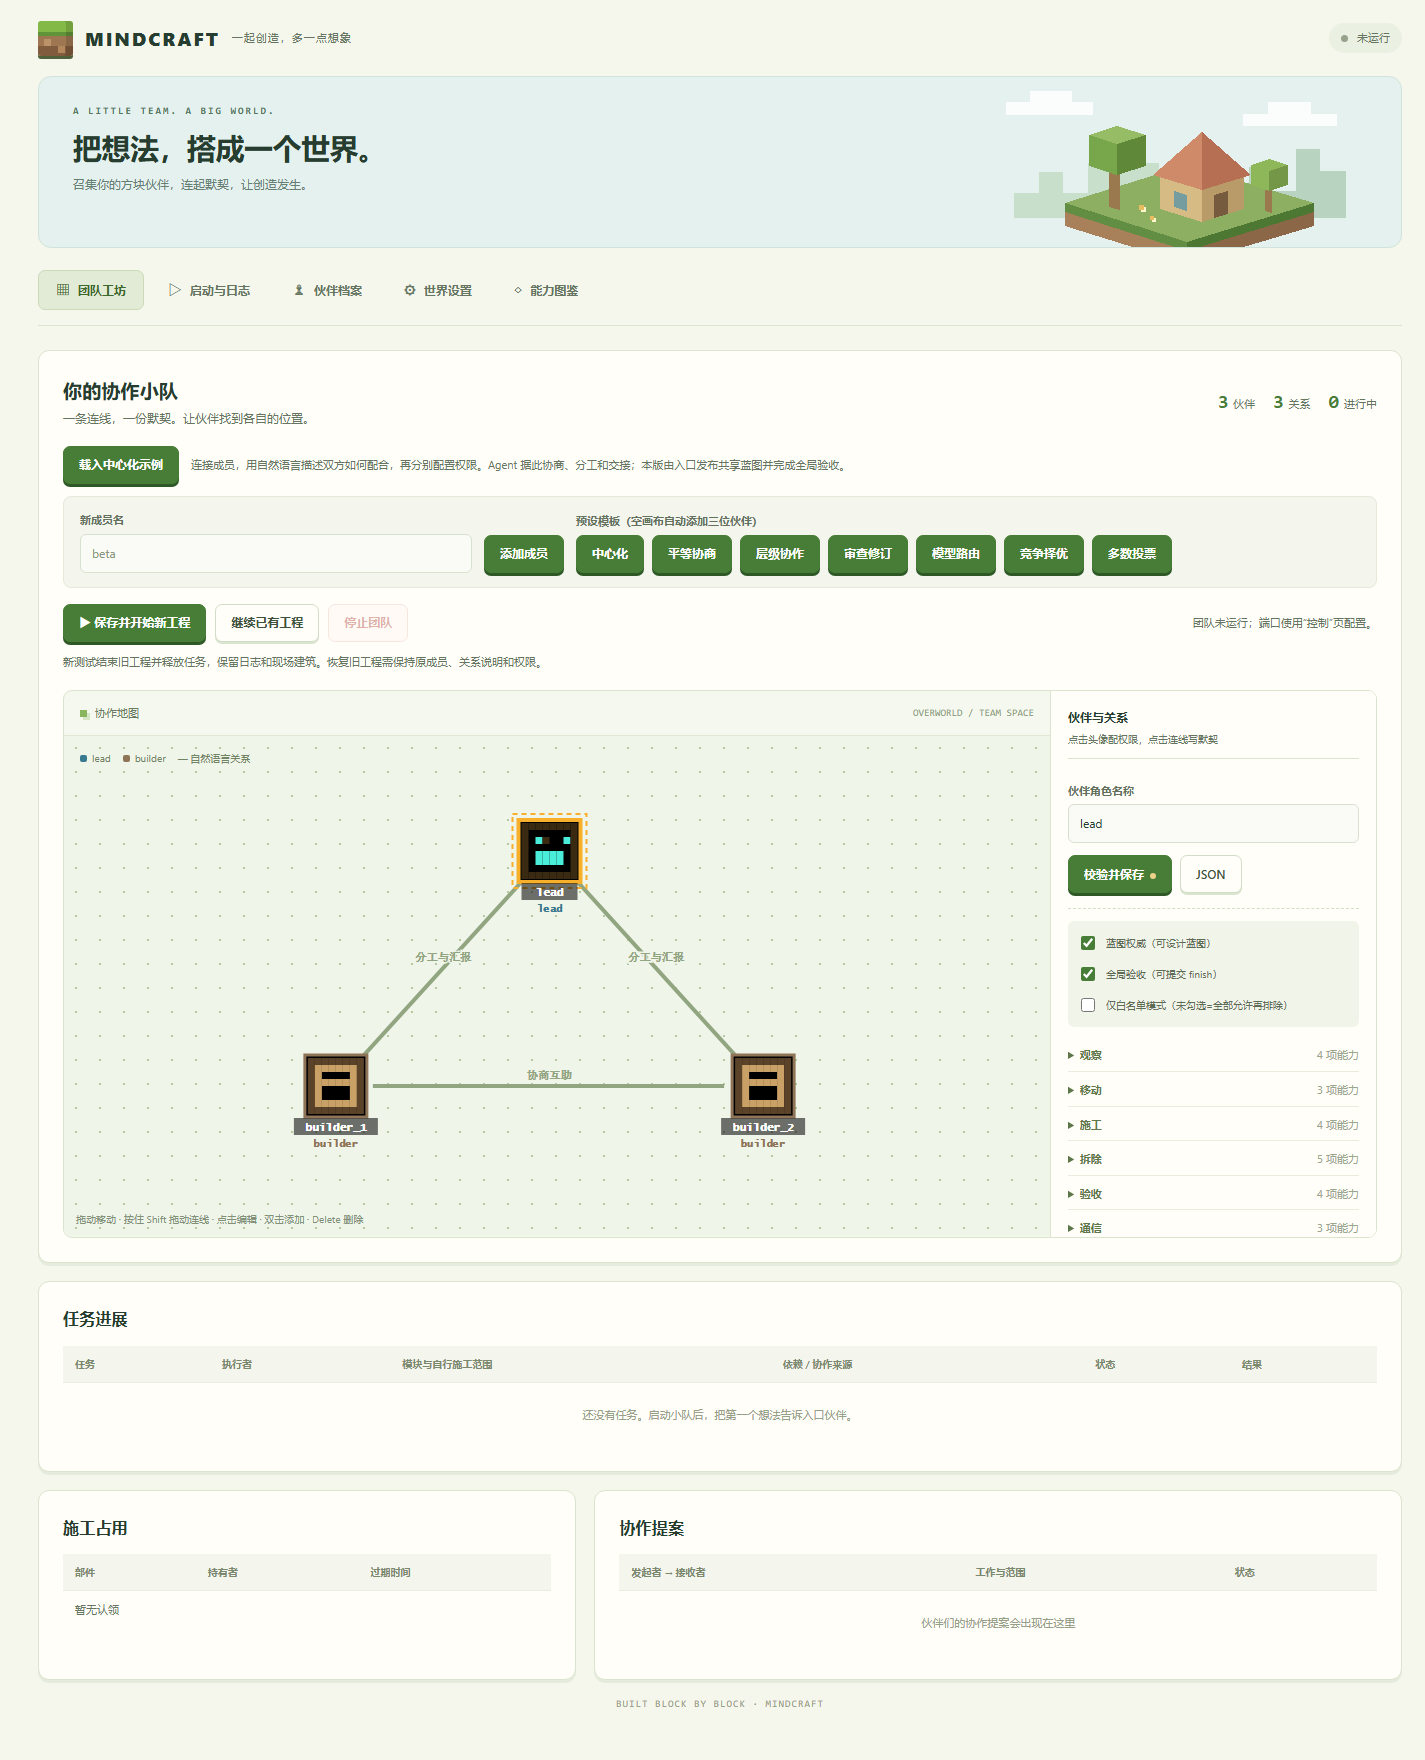 MINDCRAFT 一起创造，多一点想象
未运行
A LITTLE TEAM. A BIG WORLD.
把想法，搭成一个世界。
召集你的方块伙伴，连起默契，让创造发生。
团队工坊 启动与日志 伙伴档案 世界设置 能力图鉴
你的协作小队
一条连线，一份默契。让伙伴找到各自的位置。
3 伙伴 3 关系 0 进行中
载入中心化示例 连接成员，用自然语言描述双方如何配合，再分别配置权限。Agent 据此协商、分工和交接；本版由入口发布共享蓝图并完成全局验收。
新成员名 预设模板（空画布自动添加三位伙伴）
beta 添加成员 中心化 平等协商 层级协作 审查修订 模型路由 竞争择优 多数投票
▶ 保存并开始新工程 继续已有工程 停止团队 团队未运行；端口使用“控制”页配置。
新测试结束旧工程并释放任务，保留日志和现场建筑。恢复旧工程需保持原成员、关系说明和权限。
协作地图 OVERWORLD / TEAM SPACE
lead builder — 自然语言关系
lead
lead
分工与汇报 分工与汇报
协商互助
builder_1 builder_2
builder builder
拖动移动 · 按住 Shift 拖动连线 · 点击编辑 · 双击添加 · Delete 删除
伙伴与关系
点击头像配权限，点击连线写默契
伙伴角色名称
lead
校验并保存 JSON
蓝图权威（可设计蓝图）
全局验收（可提交 finish）
仅白名单模式（未勾选=全部允许再排除）
▶ 观察 4 项能力
▶ 移动 3 项能力
▶ 施工 4 项能力
▶ 拆除 5 项能力
▶ 验收 4 项能力
▶ 通信 3 项能力
任务进展
任务 执行者 模块与自行施工范围 依赖 / 协作来源 状态 结果
还没有任务。启动小队后，把第一个想法告诉入口伙伴。
施工占用
部件 持有者 过期时间
暂无认领
协作提案
发起者 → 接收者 工作与范围 状态
伙伴们的协作提案会出现在这里
BUILT BLOCK BY BLOCK · MINDCRAFT